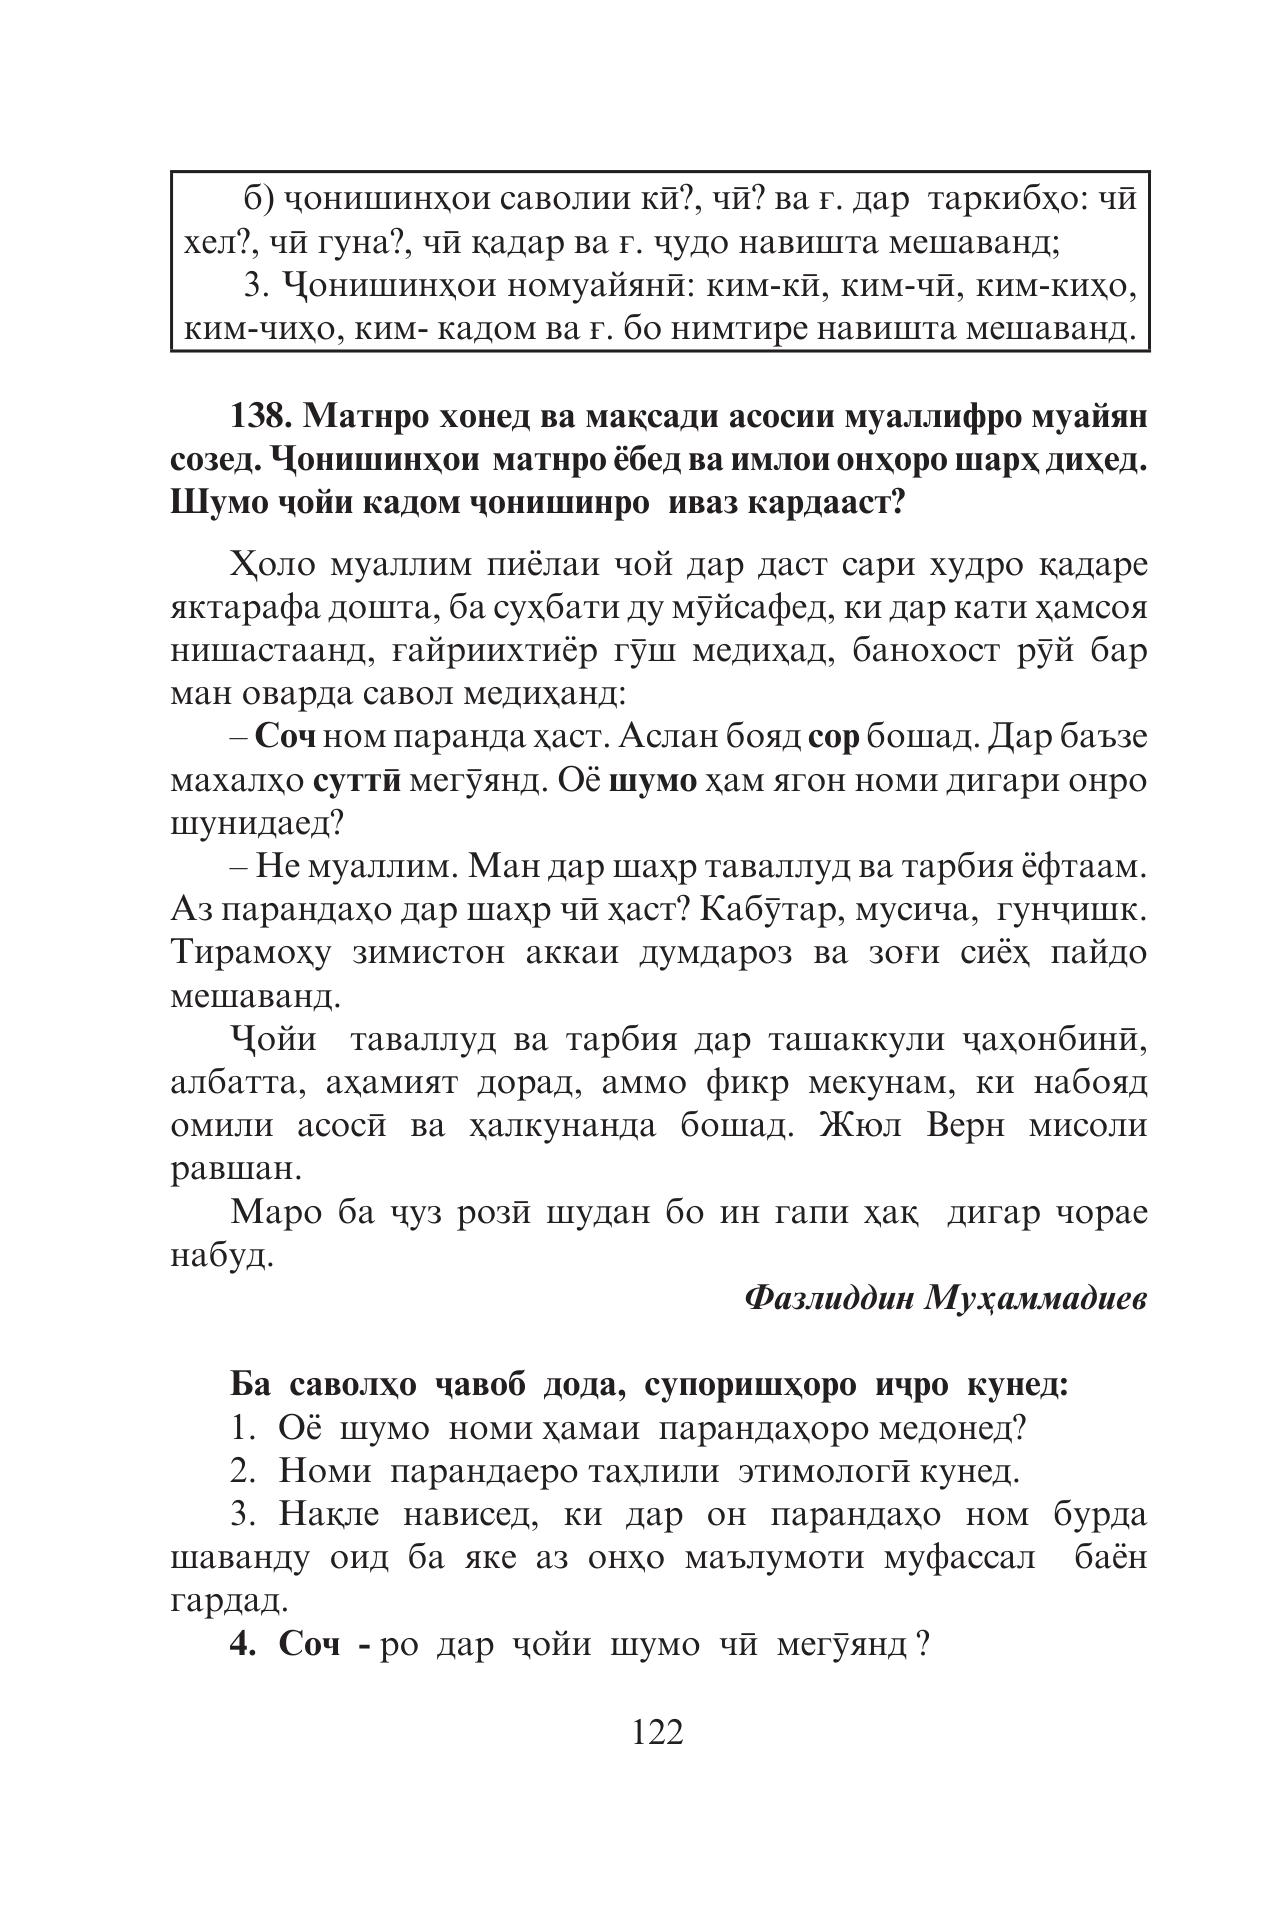 б) ҷонишинҳои саволии кӣ?, чӣ? ва ғ. дар таркибҳо: чӣ
хел?, чӣ гуна?, чӣ қадар ва ғ. ҷудо навишта мешаванд;
3. Ҷонишинҳои номуайянӣ: ким-кӣ, ким-чӣ, ким-киҳо,
ким-чиҳо, ким- кадом ва ғ. бо нимтире навишта мешаванд.
138. Матнро хонед ва мақсади асосии муаллифро муайян
созед. Ҷонишинҳои матнро ёбед ва имлои онҳоро шарҳ диҳед.
Шумо ҷойи кадом ҷонишинро иваз кардааст?
Ҳоло муаллим пиёлаи чой дар даст сари худро қадаре
яктарафа дошта, ба суҳбати ду мӯйсафед, ки дар кати ҳамсоя
нишастаанд, ғайриихтиёр гӯш медиҳад, банохост рӯй бар
ман оварда савол медиҳанд:
– Соч ном паранда ҳаст. Аслан бояд сор бошад. Дар баъзе
махалҳо суттӣ мегӯянд. Оё шумо ҳам ягон номи дигари онро
шунидаед?
– Не муаллим. Ман дар шаҳр таваллуд ва тарбия ёфтаам.
Аз парандаҳо дар шаҳр чӣ ҳаст? Кабӯтар, мусича, гунҷишк.
Тирамоҳу зимистон аккаи думдароз ва зоғи сиёҳ пайдо
мешаванд.
Ҷойи таваллуд ва тарбия дар ташаккули ҷаҳонбинӣ,
албатта, аҳамият дорад, аммо фикр мекунам, ки набояд
омили асосӣ ва ҳалкунанда бошад. Жюл Верн мисоли
равшан.
Маро ба ҷуз розӣ шудан бо ин гапи ҳақ дигар чорае
набуд.
Фазлиддин Муҳаммадиев
Ба саволҳо ҷавоб дода, супоришҳоро иҷро кунед:
1. Оё шумо номи ҳамаи парандаҳоро медонед?
2. Номи парандаеро таҳлили этимологӣ кунед.
3. Нақле нависед, ки дар он парандаҳо ном бурда
шаванду оид ба яке аз онҳо маълумоти муфассал баён
гардад.
4. Соч - ро дар ҷойи шумо чӣ мегӯянд ?
122